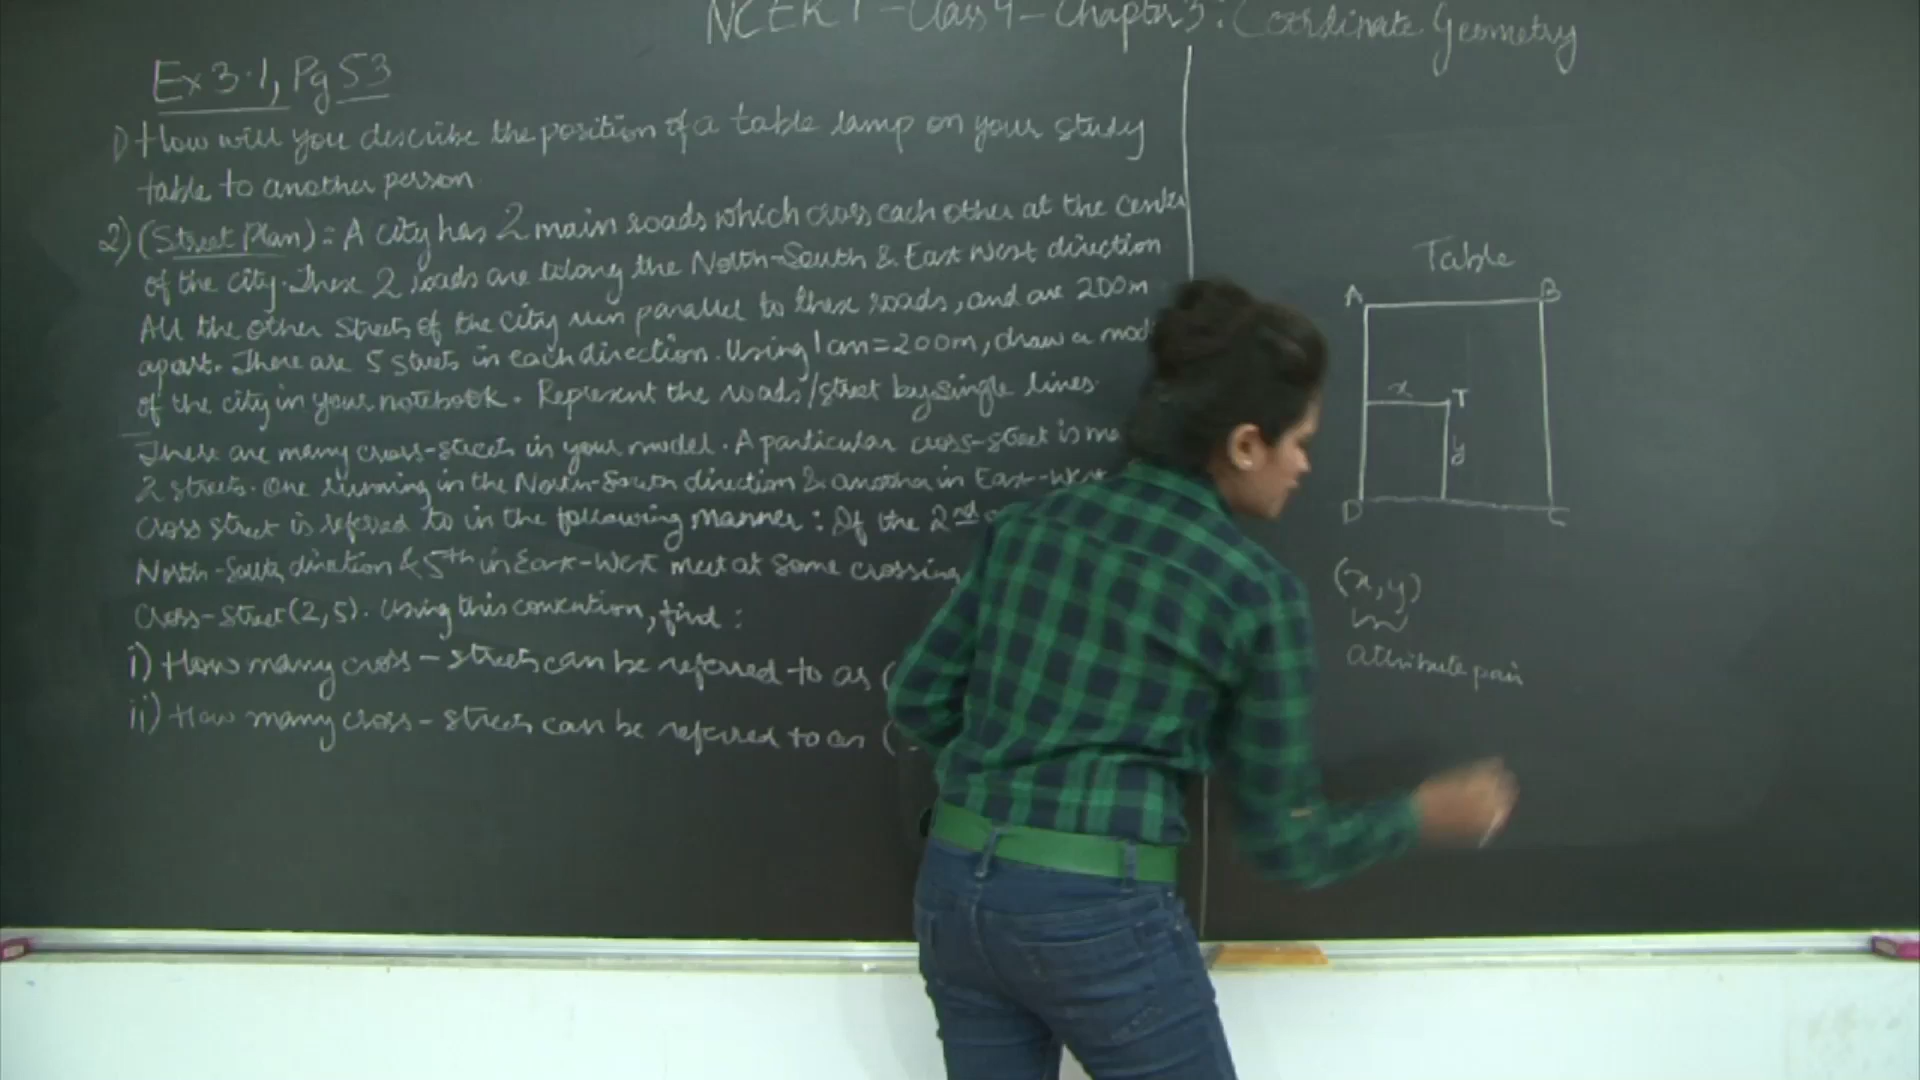 NCERT - Class 9 - Chapter 3: Coordinate Geometry
Ex 3.1, Pg 53
1) How will you describe the position of a table lamp on your study
table to another person.
2) (Street Plan) : A city has 2 main roads which cross each other at the center
of the city. These 2 roads are along the North-South & East West direction
All the other streets of the city run parallel to these roads, and are 200m
apart. There are 5 streets in each direction. Using 1cm = 200m, draw a
of the city in your notebook. Represent the roads/street by single lines.
There are many cross-streets in your model. A particular cross-street is
2 streets. One running in the North-South direction & another in East-West
Cross street is referred to in the following manner: If the 2nd
North-South direction & 5th in East-West meet at some crossing
Cross-Street (2,5). Using this convention, find:
i) How many cross-streets can be referred to as (
ii) How many cross-streets can be referred to as (
Table
A B
x T
y
D C
(x, y)
attribute pair